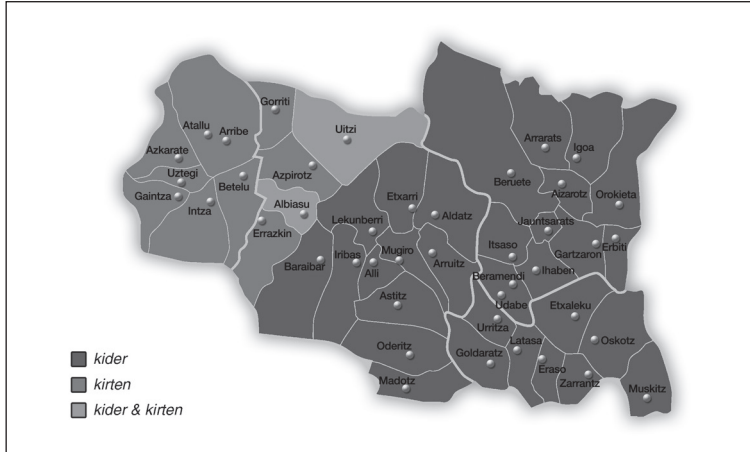 Gorriti
Uitzi
Atallu
Arribe
Arrarats
Igoa
Azkarate
Azpirotz
Uztegi
Betelu
Beruete
Aizarotz
Gaintza
Intza
Albiasu
Etxarri
Orokieta
Errazkin
Lekunberri
Aldatz
Jauntsarats
Itsaso
Gartzaron
Erbiti
Baraibar
Iribas
Mugiro
Arruitz
Alli
Beramendi
Ihaben
Astitz
Udabe
Etxaleku
Urritza
Oderitz
Goldaratz
Latasa
Oskotz
Eraso
Zarrantz
Madotz
Muskitz
kider
kirten
kider & kirten